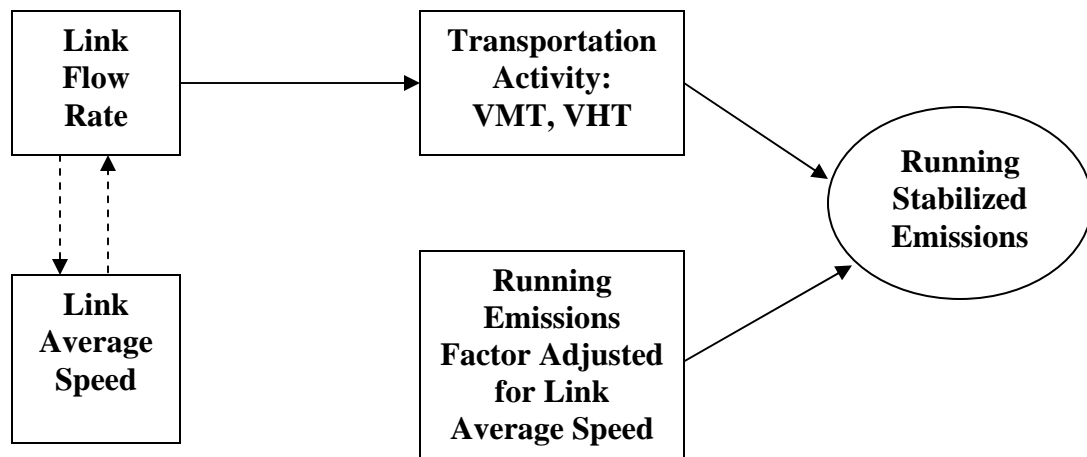 Link
Flow
Rate
Transportation
Activity:
VMT, VHT
Running
Stabilized
Emissions
Link
Average
Speed
Running
Emissions
Factor Adjusted
for Link
Average Speed